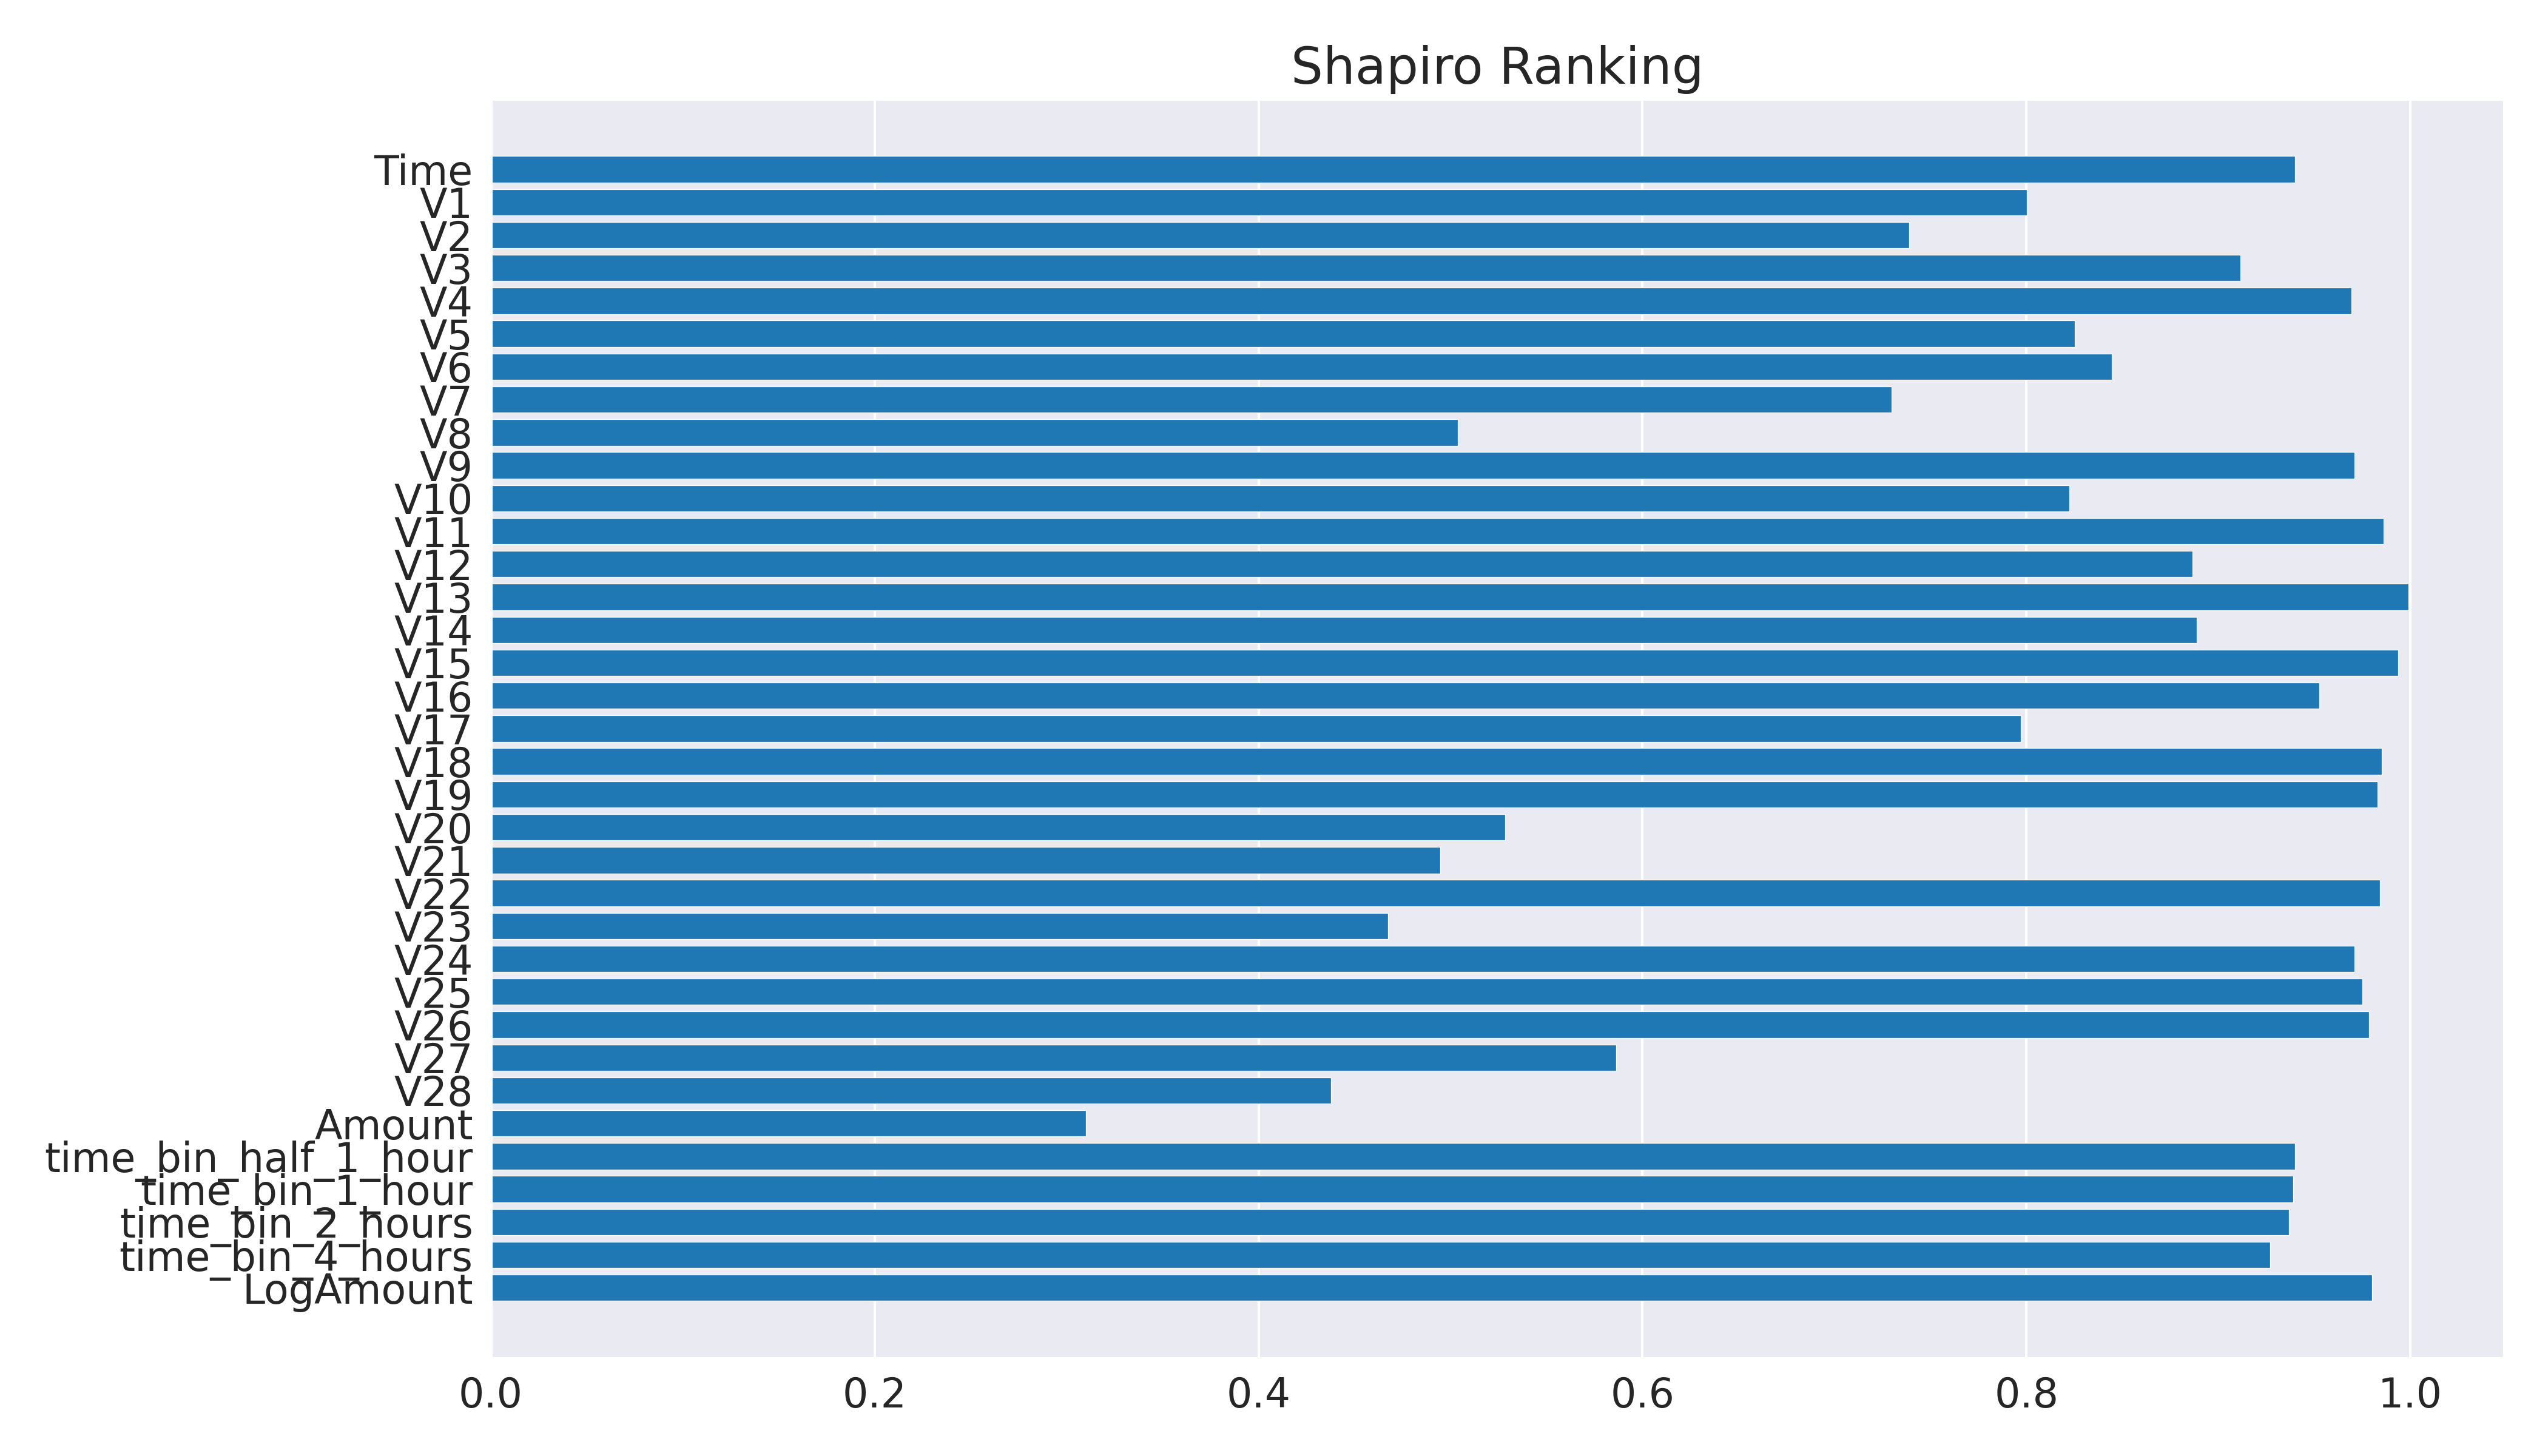 Shapiro Ranking
Time
V1
V2
V3
V4
V5
V6
V7
V8
V9
V10
V11
V12
V13
V14
V15
V16
V17
V18
V19
V20
V21
V22
V23
V24
V25
V26
V27
V28
Amount
time_bin_half_1_hour
time_bin_1_hour
time_bin_2_hours
time_bin_4_hours
LogAmount
0.0 0.2 0.4 0.6 0.8 1.0